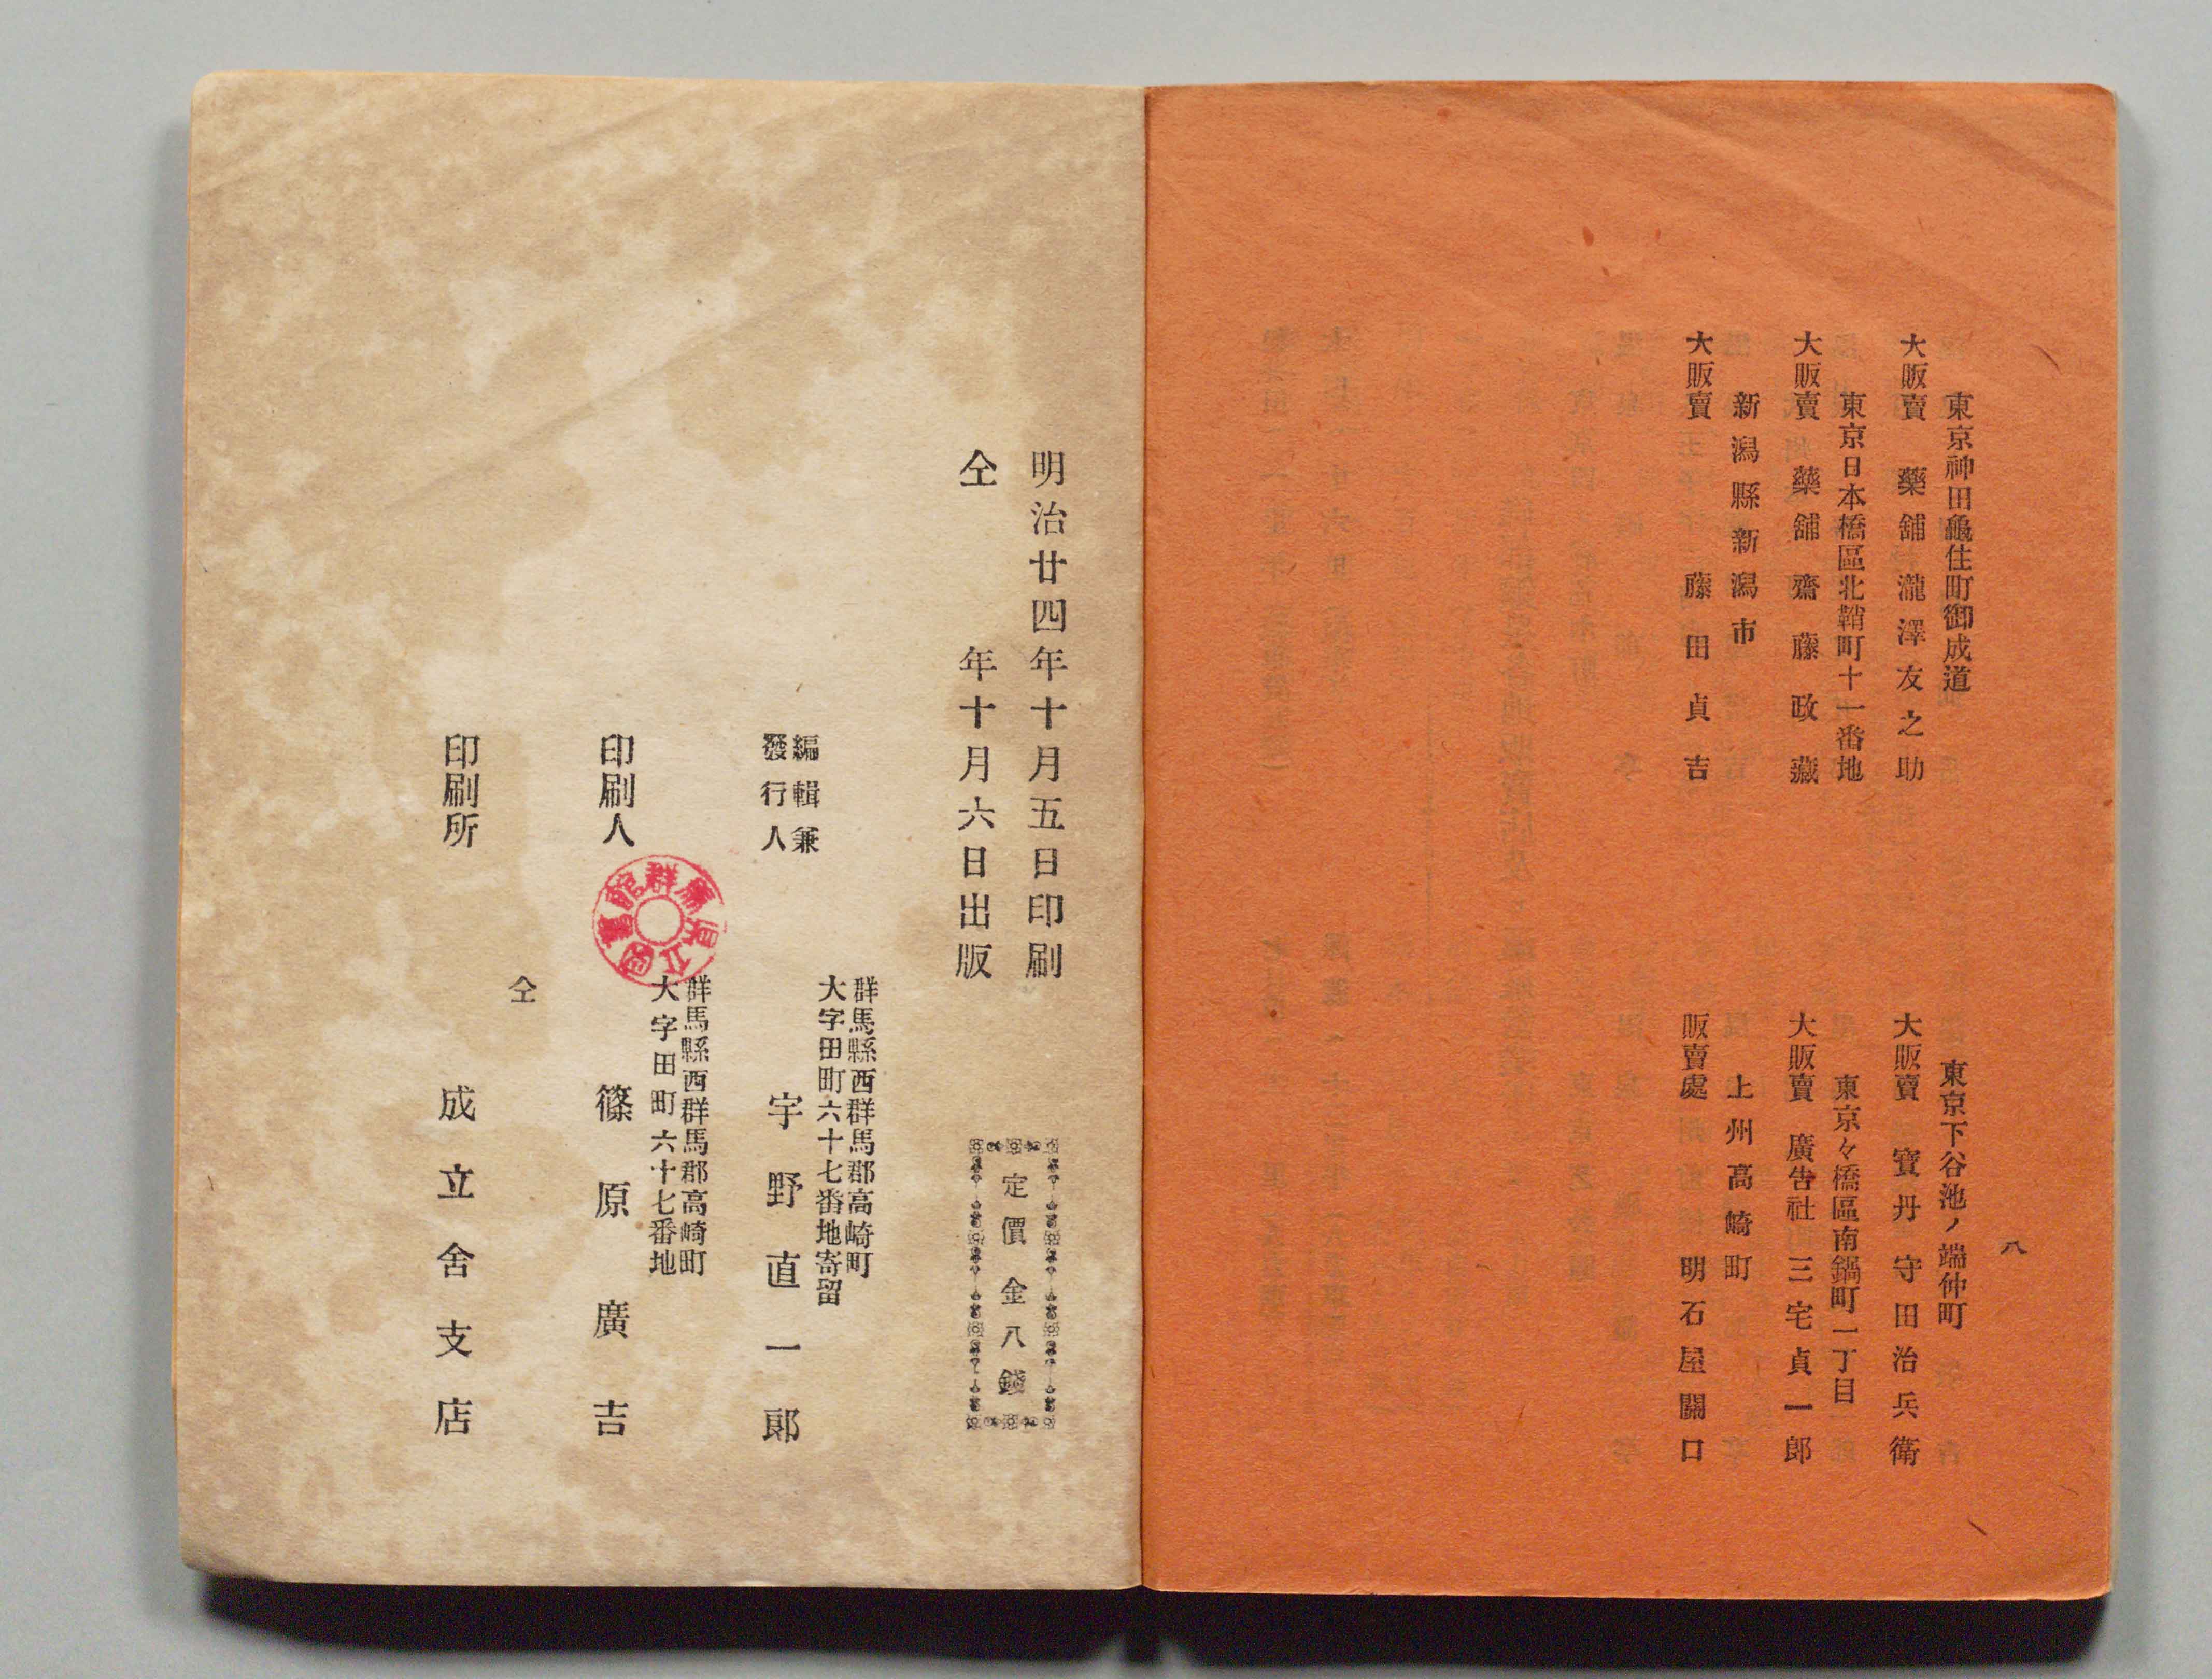 八
東京神田龜住町御成道
大販賣 藥舖 瀧澤友之助
東京日本橋區北鞘町十一番地
大販賣 藥舖 齋藤政藏
新潟縣新潟市
大販賣 藤田貞吉
東京下谷池ノ端仲町
大販賣 寶丹 守田治兵衛
東京々橋區南鍋町一丁目
大販賣 廣告社 三宅貞一郎
上州高崎町
販賣處 明石屋關口
明治廿四年十月五日印刷
仝 年十月六日出版
定價金八錢
編輯兼
發行人
群馬縣西群馬郡高崎町
大字田町六十七番地寄留
宇野直一郎
印刷人
群馬縣西群馬郡高崎町
大字田町六十七番地
篠原廣吉
仝
印刷所 成立舍支店
群馬縣立圖書館